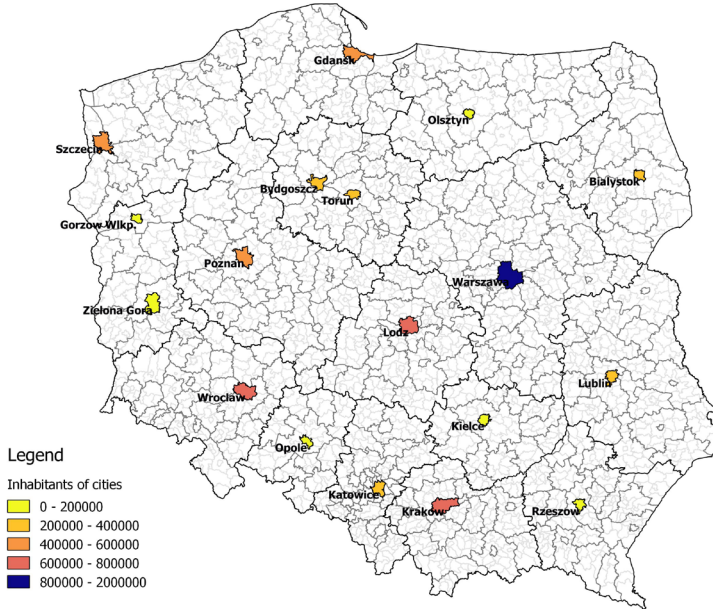 Gdansk
Olsztyn
Szczecin
Bydgoszcz
Torun
Bialystok
Gorzow Wlkp.
Poznan
Warszawa
Zielona Gora
Lodz
Lublin
Wroclaw
Kielce
Opole
Katowice
Krakow
Rzeszow
Legend
Inhabitants of cities
0 - 200000
200000 - 400000
400000 - 600000
600000 - 800000
800000 - 2000000